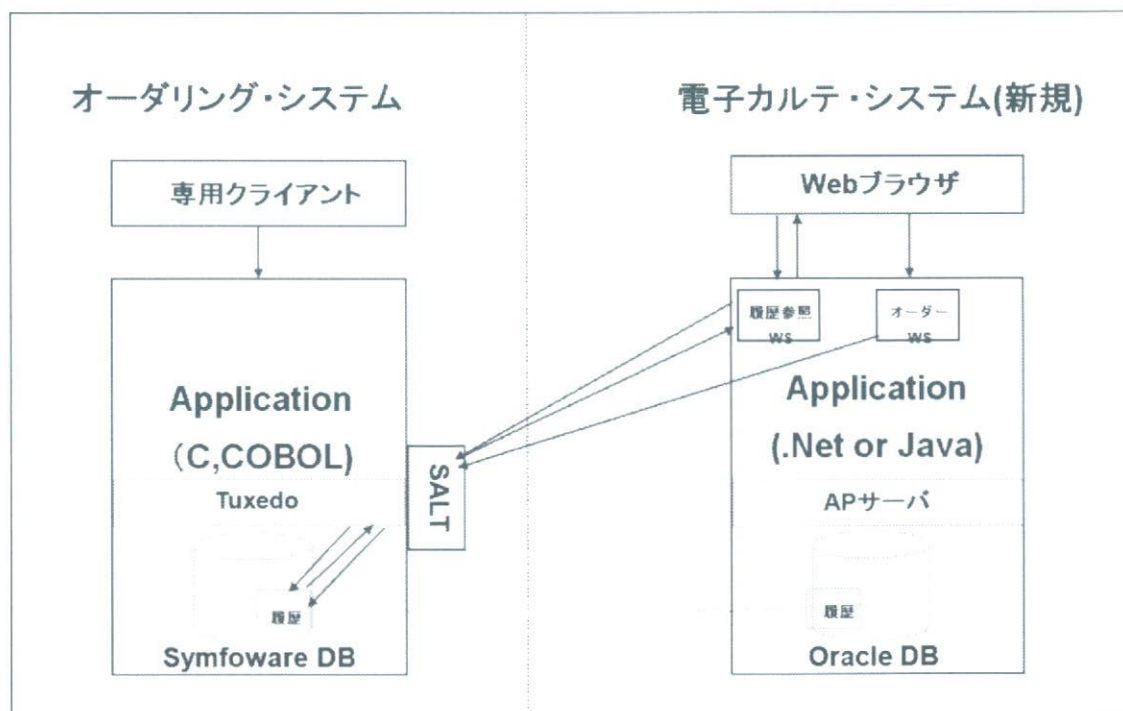 オーダリング・システム
専用クライアント
Application
(C,COBOL)
Tuxedo
SALT
履歴
Symfoware DB
電子カルテ・システム(新規)
Webブラウザ
履歴参照
WS
オーダー
WS
Application
(.Net or Java)
APサーバ
履歴
Oracle DB